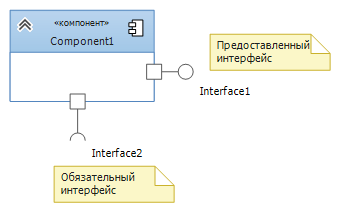 «компонент»
Component1
Предоставленный
интерфейс
Interface1
Interface2
Обязательный
интерфейс